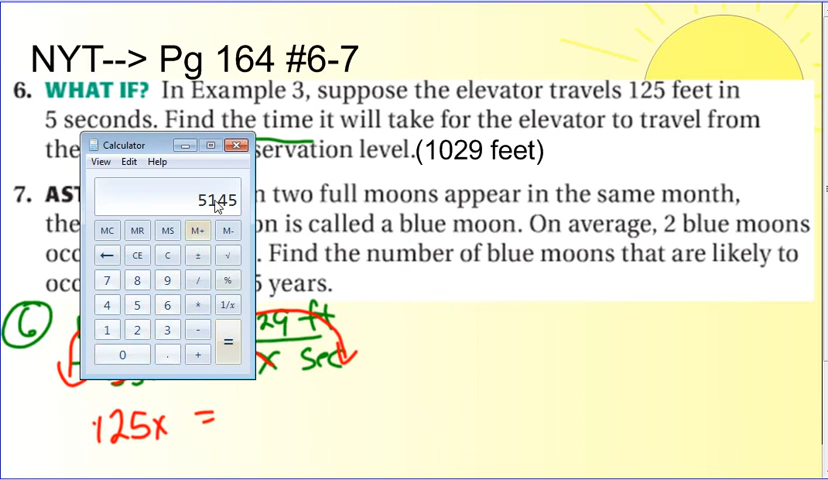 NYT--> Pg 164 #6-7
6. WHAT IF? In Example 3, suppose the elevator travels 125 feet in
5 seconds. Find the time it will take for the elevator to travel from
the servation level.(1029 feet)
Calculator
View Edit Help
5145
MC MR MS M+ M-
← CE C ± √
7 8 9 / %
4 5 6 * 1/x
1 2 3 - =
0 . +
7. AST n two full moons appear in the same month,
the on is called a blue moon. On average, 2 blue moons
occ . Find the number of blue moons that are likely to
occ 5 years.
6 29 ft
x sec
125x =